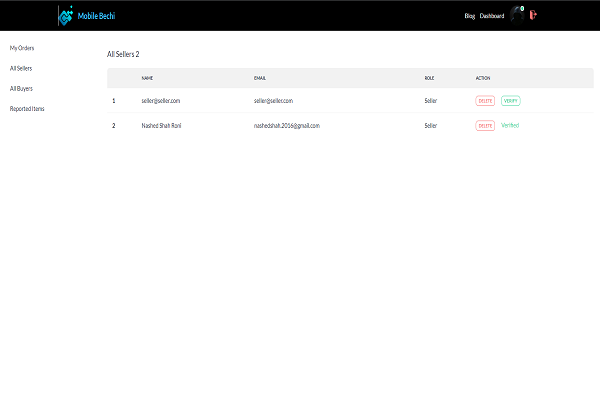 Mobile Bechi
Blog Dashboard 0
My Orders
All Sellers
All Buyers
Reported Items
All Sellers 2
NAME EMAIL ROLE ACTION
1 seller@seller.com seller@seller.com Seller DELETE VERIFY
2 Nashed Shah Roni nashedshah.2016@gmail.com Seller DELETE Verified